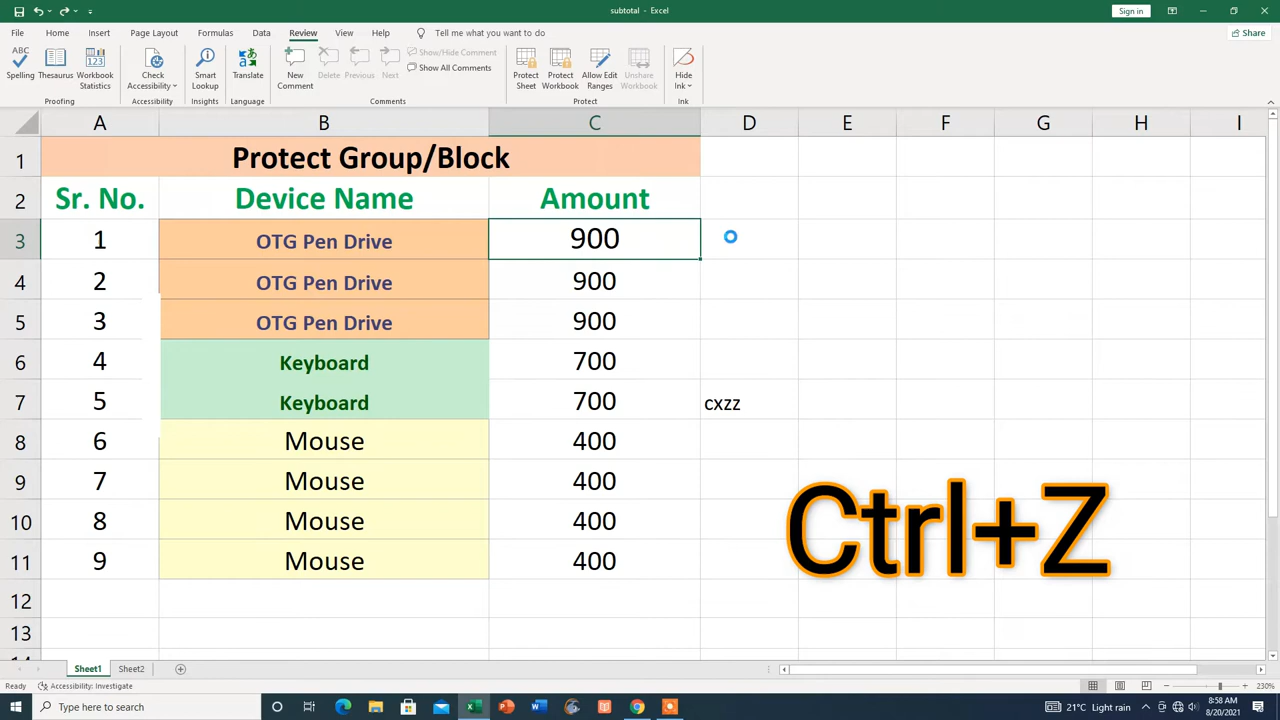 subtotal - Excel
Sign in
File Home Insert Page Layout Formulas Data Review View Help Tell me what you want to do Share
Spelling Thesaurus Workbook Statistics
Check Accessibility
Smart Lookup
Translate
New Comment Delete Previous Next
Show/Hide Comment
Show All Comments
Protect Sheet Protect Workbook Allow Edit Ranges Unshare Workbook
Hide Ink
Proofing Accessibility Insights Language Comments Protect Ink
A B C D E F G H I
1 Protect Group/Block
2 Sr. No. Device Name Amount
3 1 OTG Pen Drive 900
4 2 OTG Pen Drive 900
5 3 OTG Pen Drive 900
6 4 Keyboard 700
7 5 Keyboard 700 cxzz
8 6 Mouse 400
9 7 Mouse 400
10 8 Mouse 400
11 9 Mouse 400
Ctrl+Z
12
13
Sheet1 Sheet2
Ready Accessibility: Investigate 230%
Type here to search
21°C Light rain
8:58 AM
8/20/2021